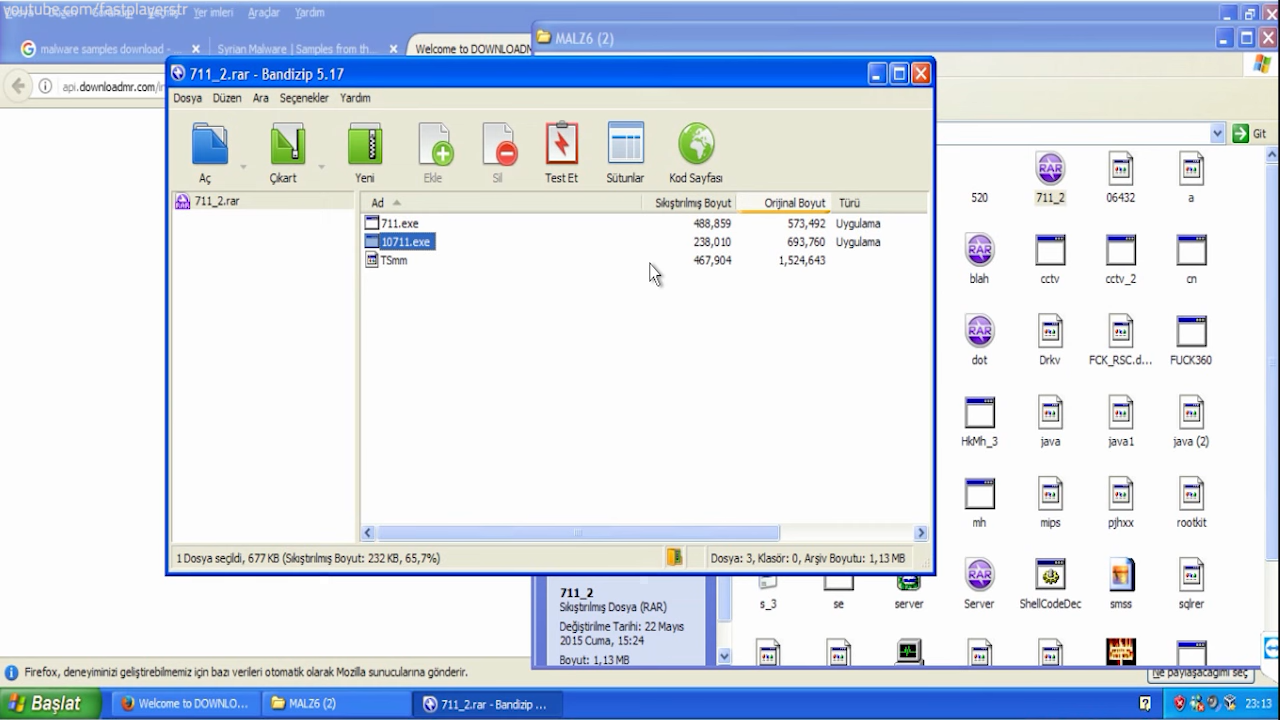 youtube.com/fastplayerstr
Yer imleri Araçlar Yardım
malware samples download - ...
Syrian Malware | Samples from th...
Welcome to DOWNLOADM
MALZ6 (2)
api.downloadmr.com/in
711_2.rar - Bandizip 5.17
Dosya Düzen Ara Seçenekler Yardım
Aç Çıkart Yeni Ekle Sil Test Et Sütunlar Kod Sayfası
711_2.rar
Ad Sıkıştırılmış Boyut Orijinal Boyut Türü
711.exe 488,859 573,492 Uygulama
10711.exe 238,010 693,760 Uygulama
TSmm 467,904 1,524,643
1 Dosya seçildi, 677 KB (Sıkıştırılmış Boyut: 232 KB, 65,7%)
Dosya: 3, Klasör: 0, Arşiv Boyutu: 1,13 MB
Git
RAR
520 711_2 06432 a
RAR
blah cctv cctv_2 cn
RAR
dot Drkv FCK_RSC.d... FUCK360
HkMh_3 java java1 java (2)
mh mips pjhxx rootkit
RAR
s_3 se server Server ShellCodeDec smss sqlrer
711_2
Sıkıştırılmış Dosya (RAR)
Değiştirilme Tarihi: 22 Mayıs
2015 Cuma, 15:24
Boyut: 1,13 MB
Firefox, deneyiminizi geliştirebilmemiz için bazı verileri otomatik olarak Mozilla sunucularına gönderir.
Ne paylaşacağımı seç
Başlat
Welcome to DOWNLO...
MALZ6 (2)
711_2.rar - Bandizip ...
23:13